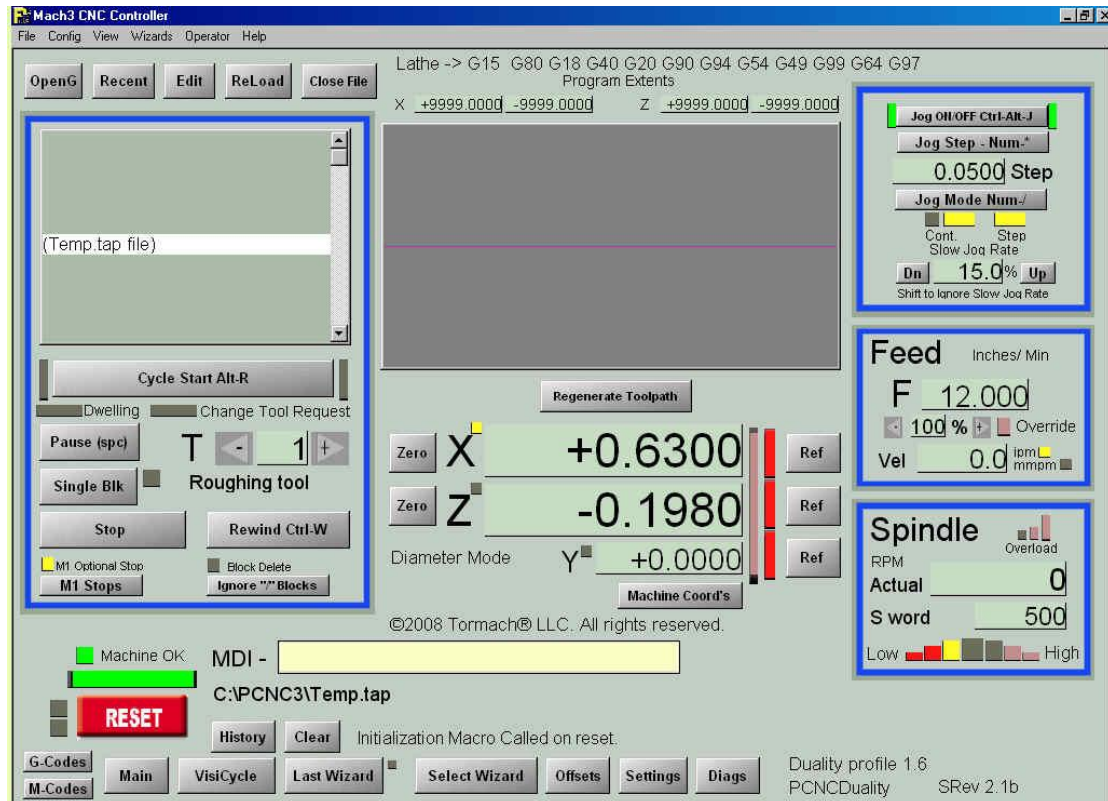 Mach3 CNC Controller
File Config View Wizards Operator Help
OpenG Recent Edit ReLoad Close File
Lathe -> G15 G80 G18 G40 G20 G90 G94 G54 G49 G99 G64 G97
Program Extents
X +9999.0000 -9999.0000 Z +9999.0000 -9999.0000
(Temp.tap file)
Cycle Start Alt-R
Dwelling Change Tool Request
Pause (spc) T - 1 +
Single Blk Roughing tool
Stop Rewind Ctrl-W
M1 Optional Stop Block Delete
M1 Stops Ignore "/" Blocks
Regenerate Toolpath
Zero X +0.6300 Ref
Zero Z -0.1980 Ref
Diameter Mode Y +0.0000 Ref
Machine Coord's
©2008 Tormach® LLC. All rights reserved.
Jog ON/OFF Ctrl-Alt-J
Jog Step - Num-*
0.0500 Step
Jog Mode Num-/
Cont. Step
Slow Jog Rate
Dn 15.0% Up
Shift to Ignore Slow Jog Rate
Feed Inches/ Min
F 12.000
- 100 % + Override
Vel 0.0 ipm
mmpm
Spindle
Overload
RPM
Actual 0
S word 500
Low High
Machine OK MDI -
C:\PCNC3\Temp.tap
RESET
History Clear Initialization Macro Called on reset.
G-Codes
M-Codes
Main VisiCycle Last Wizard Select Wizard Offsets Settings Diags
Duality profile 1.6
PCNCDuality SRev 2.1b